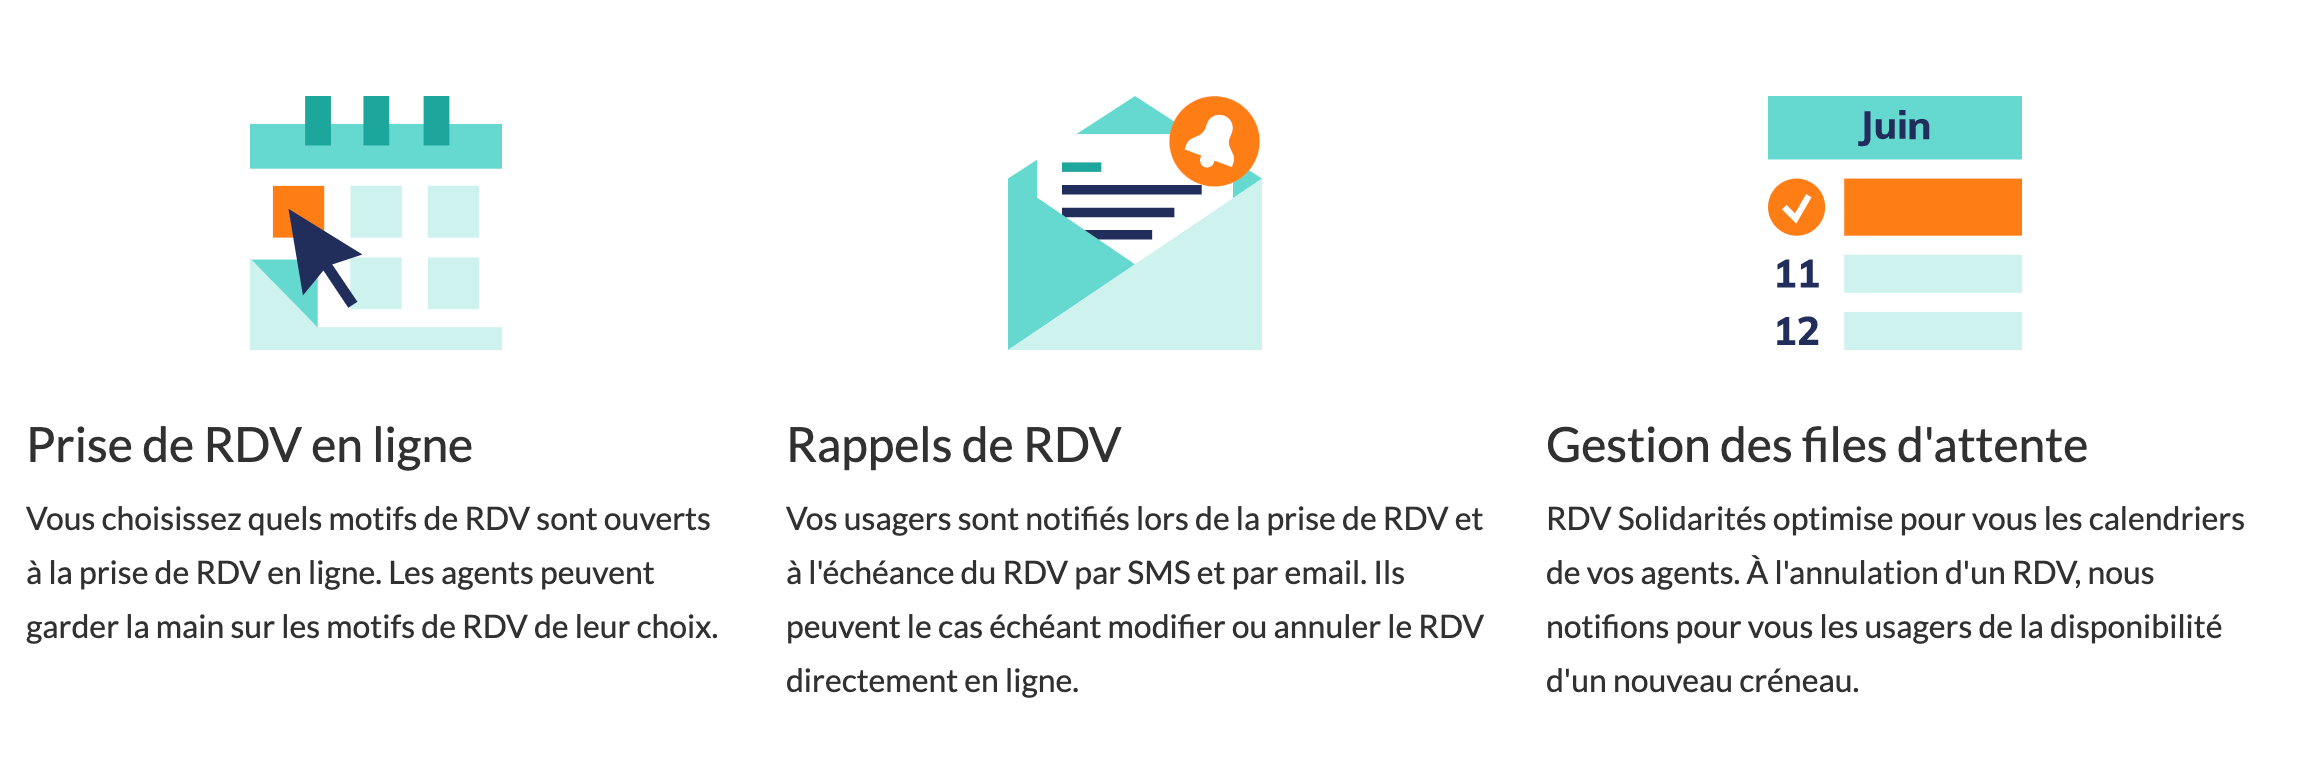 Juin
11
12
Prise de RDV en ligne
Vous choisissez quels motifs de RDV sont ouverts
à la prise de RDV en ligne. Les agents peuvent
garder la main sur les motifs de RDV de leur choix.
Rappels de RDV
Vos usagers sont notifiés lors de la prise de RDV et
à l'échéance du RDV par SMS et par email. Ils
peuvent le cas échéant modifier ou annuler le RDV
directement en ligne.
Gestion des files d'attente
RDV Solidarités optimise pour vous les calendriers
de vos agents. À l'annulation d'un RDV, nous
notifions pour vous les usagers de la disponibilité
d'un nouveau créneau.